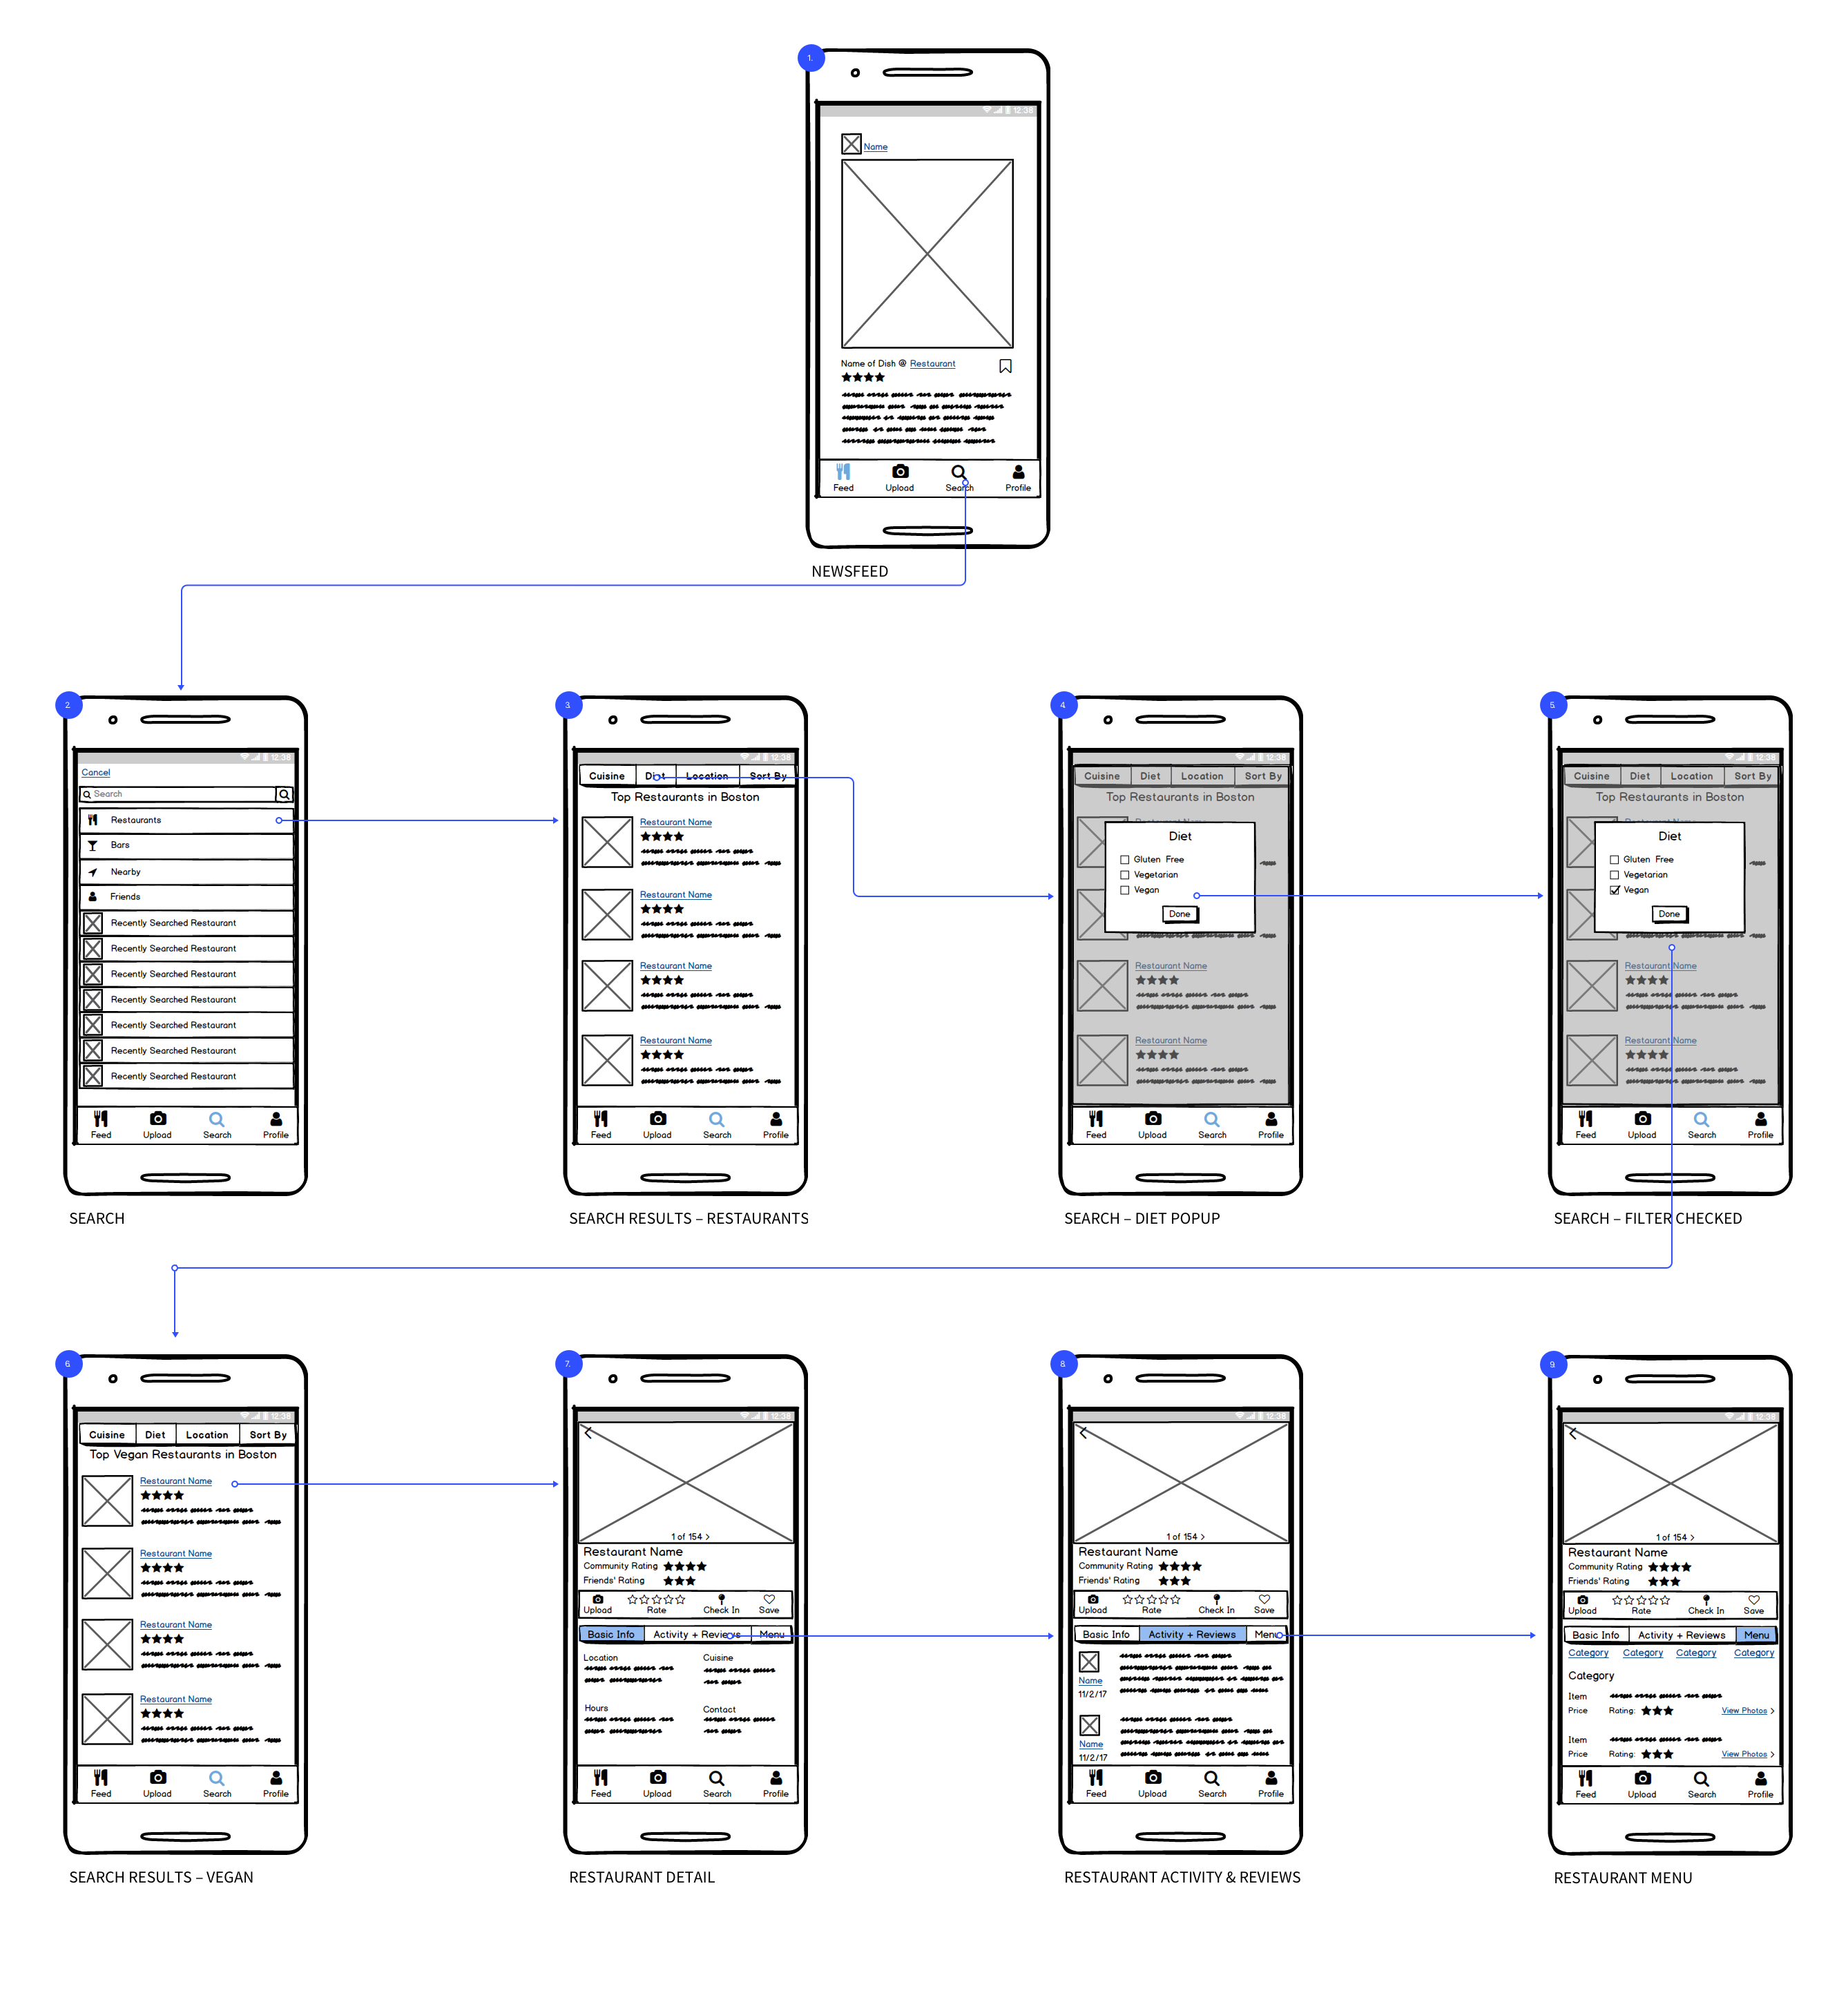 1.
12:38
Name
Name of Dish @ Restaurant
Feed Upload Search Profile
NEWSFEED
2.
12:38
Cancel
Search
Restaurants
Bars
Nearby
Friends
Recently Searched Restaurant
Recently Searched Restaurant
Recently Searched Restaurant
Recently Searched Restaurant
Recently Searched Restaurant
Recently Searched Restaurant
Recently Searched Restaurant
Feed Upload Search Profile
SEARCH
3.
12:38
Cuisine Diet Location Sort By
Top Restaurants in Boston
Restaurant Name
Restaurant Name
Restaurant Name
Restaurant Name
Feed Upload Search Profile
SEARCH RESULTS – RESTAURANTS
4.
12:38
Cuisine Diet Location Sort By
Top Restaurants in Boston
Diet
Gluten Free
Vegetarian
Vegan
Done
Restaurant Name
Restaurant Name
Feed Upload Search Profile
SEARCH – DIET POPUP
5.
12:38
Cuisine Diet Location Sort By
Top Restaurants in Boston
Diet
Gluten Free
Vegetarian
Vegan
Done
Restaurant Name
Restaurant Name
Feed Upload Search Profile
SEARCH – FILTER CHECKED
6.
12:38
Cuisine Diet Location Sort By
Top Vegan Restaurants in Boston
Restaurant Name
Restaurant Name
Restaurant Name
Restaurant Name
Feed Upload Search Profile
SEARCH RESULTS – VEGAN
7.
12:38
1 of 154 >
Restaurant Name
Community Rating
Friends' Rating
Upload Rate Check In Save
Basic Info Activity + Reviews Menu
Location Cuisine
Hours Contact
Feed Upload Search Profile
RESTAURANT DETAIL
8.
12:38
1 of 154 >
Restaurant Name
Community Rating
Friends' Rating
Upload Rate Check In Save
Basic Info Activity + Reviews Menu
Name
11/2/17
Name
11/2/17
Feed Upload Search Profile
RESTAURANT ACTIVITY & REVIEWS
9.
12:38
1 of 154 >
Restaurant Name
Community Rating
Friends' Rating
Upload Rate Check In Save
Basic Info Activity + Reviews Menu
Category Category Category Category
Category
Item
Price Rating: View Photos >
Item
Price Rating: View Photos >
Feed Upload Search Profile
RESTAURANT MENU